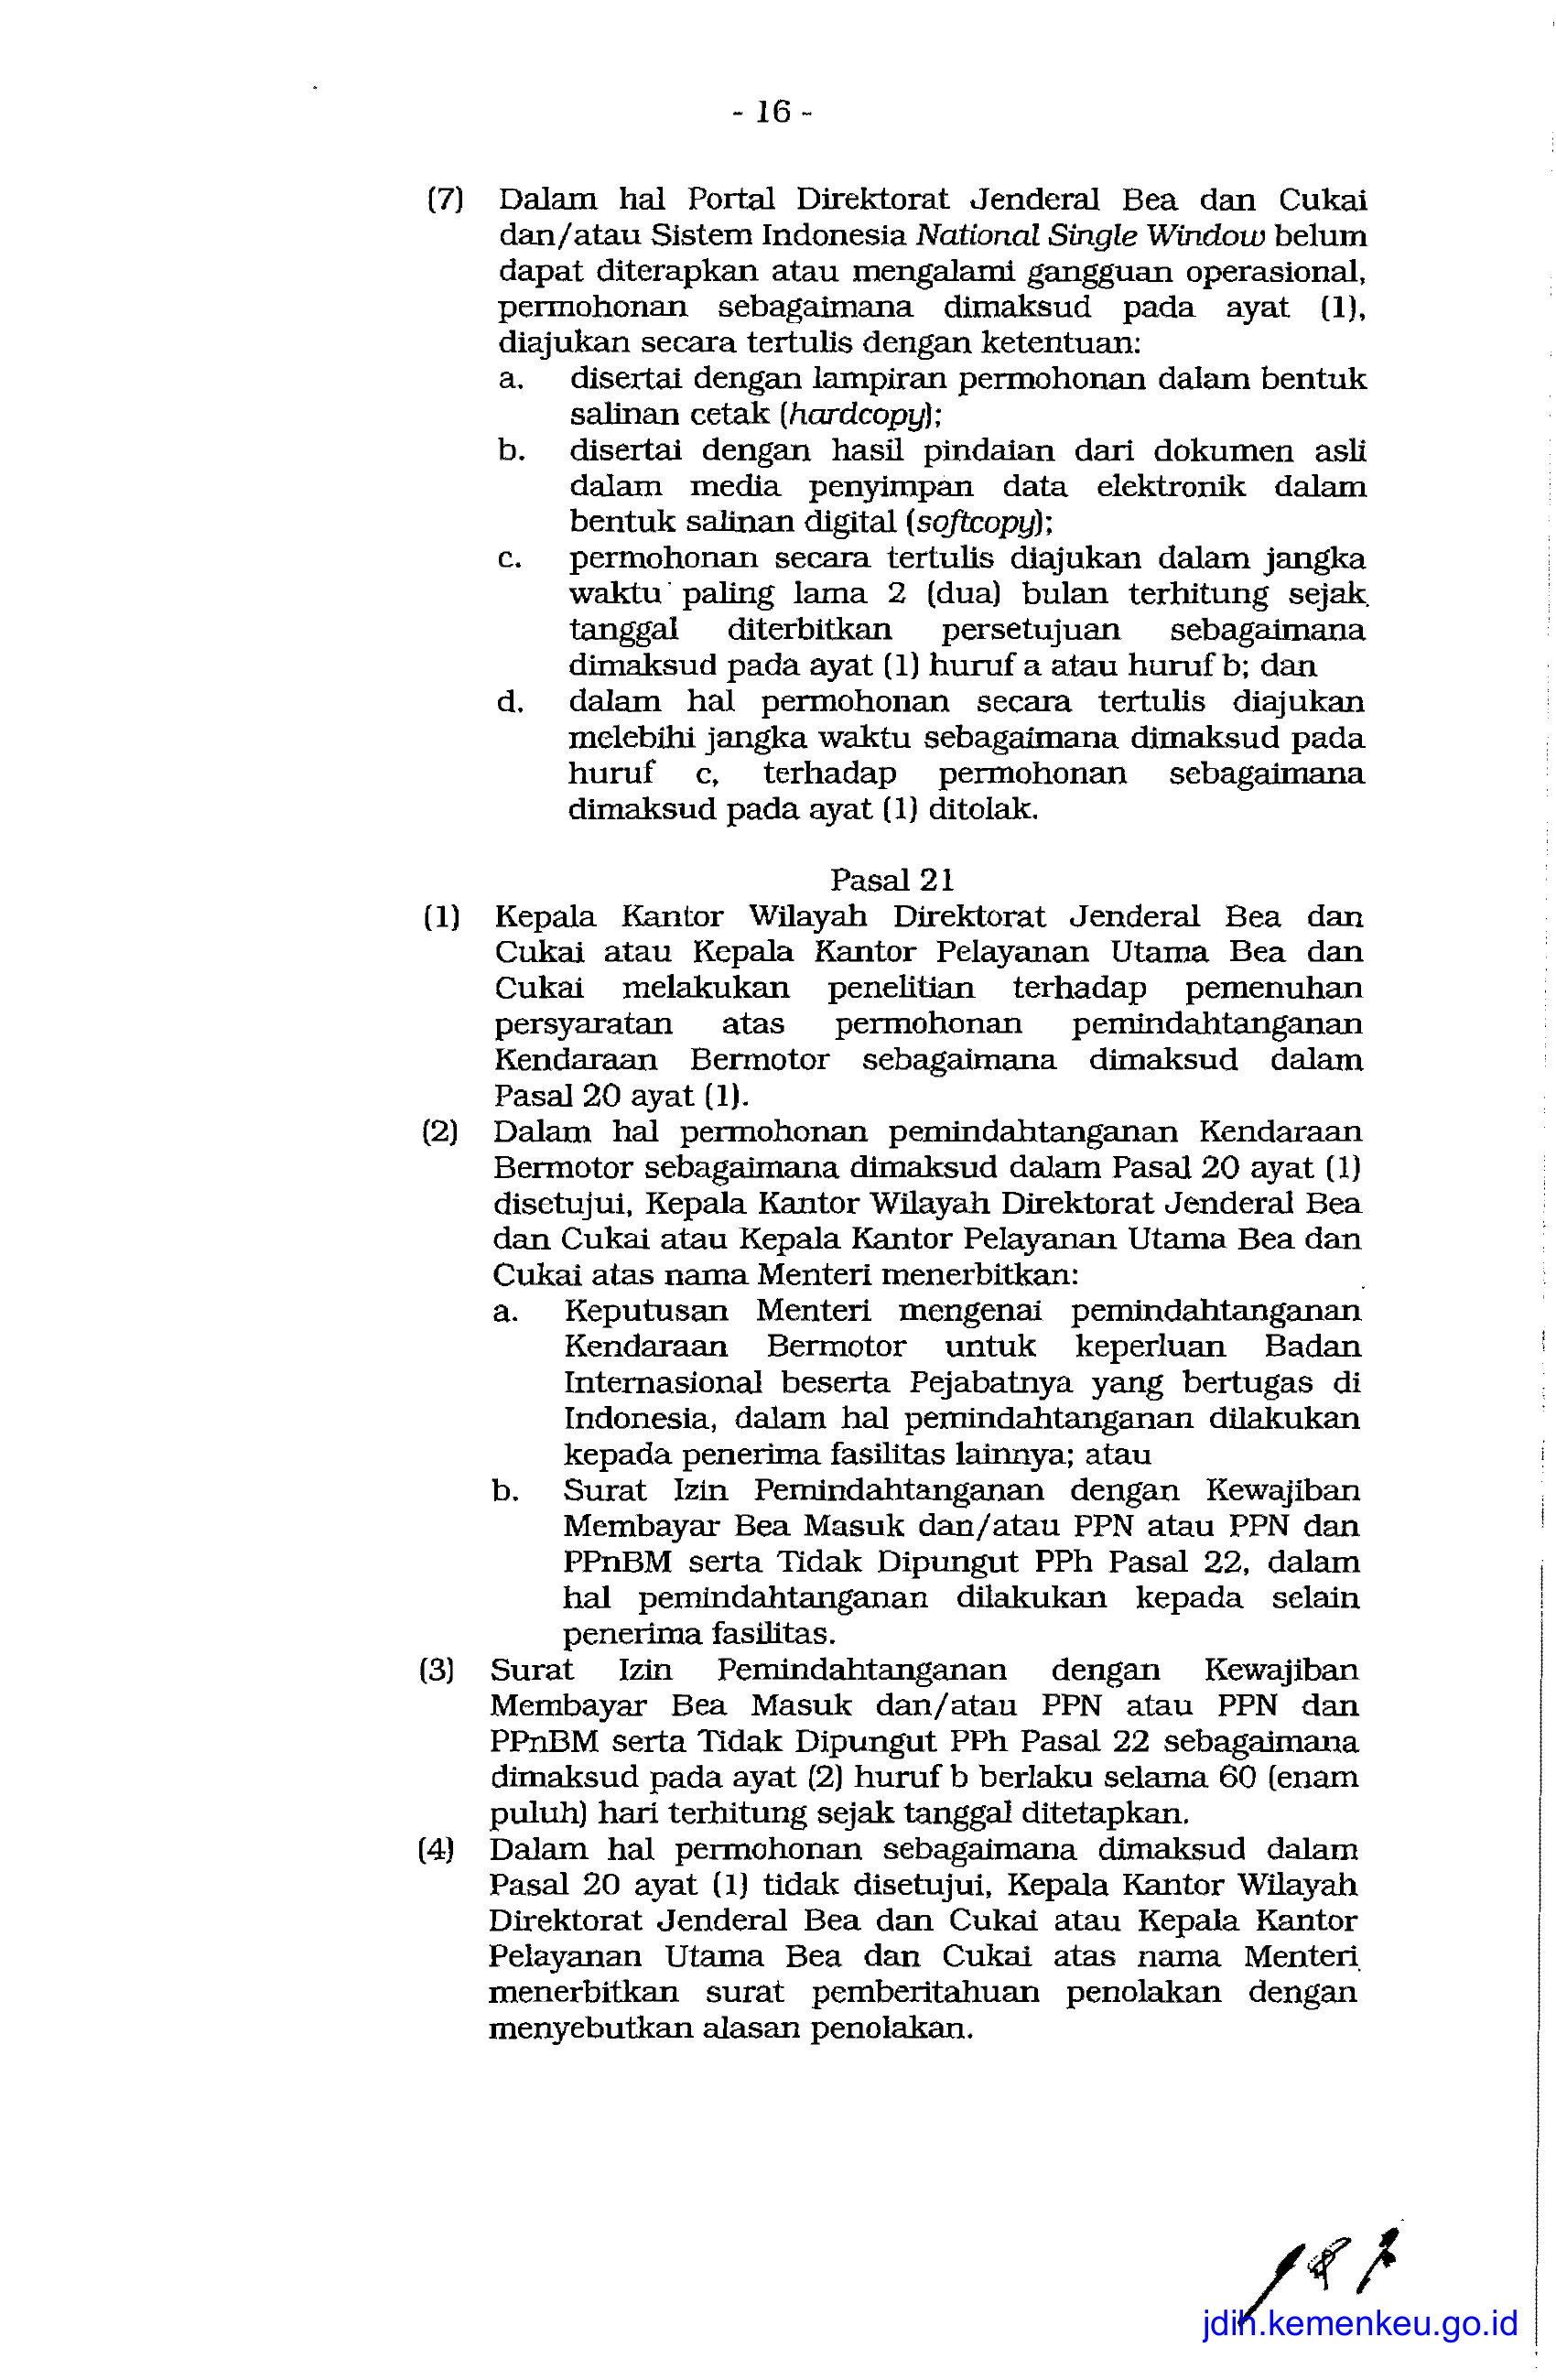 - 16 -
(7) Dalam hal Portal Direktorat Jenderal Bea dan Cukai
dan/atau Sistem Indonesia National Single Window belum
dapat diterapkan atau mengalami gangguan operasional,
permohonan sebagaimana dimaksud pada ayat (1),
diajukan secara tertulis dengan ketentuan:
a. disertai dengan lampiran permohonan dalam bentuk
salinan cetak (hardcopy);
b. disertai dengan hasil pindaian dari dokumen asli
dalam media penyimpan data elektronik dalam
bentuk salinan digital (softcopy);
c. permohonan secara tertulis diajukan dalam jangka
waktu paling lama 2 (dua) bulan terhitung sejak
tanggal diterbitkan persetujuan sebagaimana
dimaksud pada ayat (1) huruf a atau huruf b; dan
d. dalam hal permohonan secara tertulis diajukan
melebihi jangka waktu sebagaimana dimaksud pada
huruf c, terhadap permohonan sebagaimana
dimaksud pada ayat (1) ditolak.
Pasal 21
(1) Kepala Kantor Wilayah Direktorat Jenderal Bea dan
Cukai atau Kepala Kantor Pelayanan Utama Bea dan
Cukai melakukan penelitian terhadap pemenuhan
persyaratan atas permohonan pemindahtanganan
Kendaraan Bermotor sebagaimana dimaksud dalam
Pasal 20 ayat (1).
(2) Dalam hal permohonan pemindahtanganan Kendaraan
Bermotor sebagaimana dimaksud dalam Pasal 20 ayat (1)
disetujui, Kepala Kantor Wilayah Direktorat Jenderal Bea
dan Cukai atau Kepala Kantor Pelayanan Utama Bea dan
Cukai atas nama Menteri menerbitkan:
a. Keputusan Menteri mengenai pemindahtanganan
Kendaraan Bermotor untuk keperluan Badan
Internasional beserta Pejabatnya yang bertugas di
Indonesia, dalam hal pemindahtanganan dilakukan
kepada penerima fasilitas lainnya; atau
b. Surat Izin Pemindahtanganan dengan Kewajiban
Membayar Bea Masuk dan/atau PPN atau PPN dan
PPnBM serta Tidak Dipungut PPh Pasal 22, dalam
hal pemindahtanganan dilakukan kepada selain
penerima fasilitas.
(3) Surat Izin Pemindahtanganan dengan Kewajiban
Membayar Bea Masuk dan/atau PPN atau PPN dan
PPnBM serta Tidak Dipungut PPh Pasal 22 sebagaimana
dimaksud pada ayat (2) huruf b berlaku selama 60 (enam
puluh) hari terhitung sejak tanggal ditetapkan.
(4) Dalam hal permohonan sebagaimana dimaksud dalam
Pasal 20 ayat (1) tidak disetujui, Kepala Kantor Wilayah
Direktorat Jenderal Bea dan Cukai atau Kepala Kantor
Pelayanan Utama Bea dan Cukai atas nama Menteri
menerbitkan surat pemberitahuan penolakan dengan
menyebutkan alasan penolakan.
jdih.kemenkeu.go.id